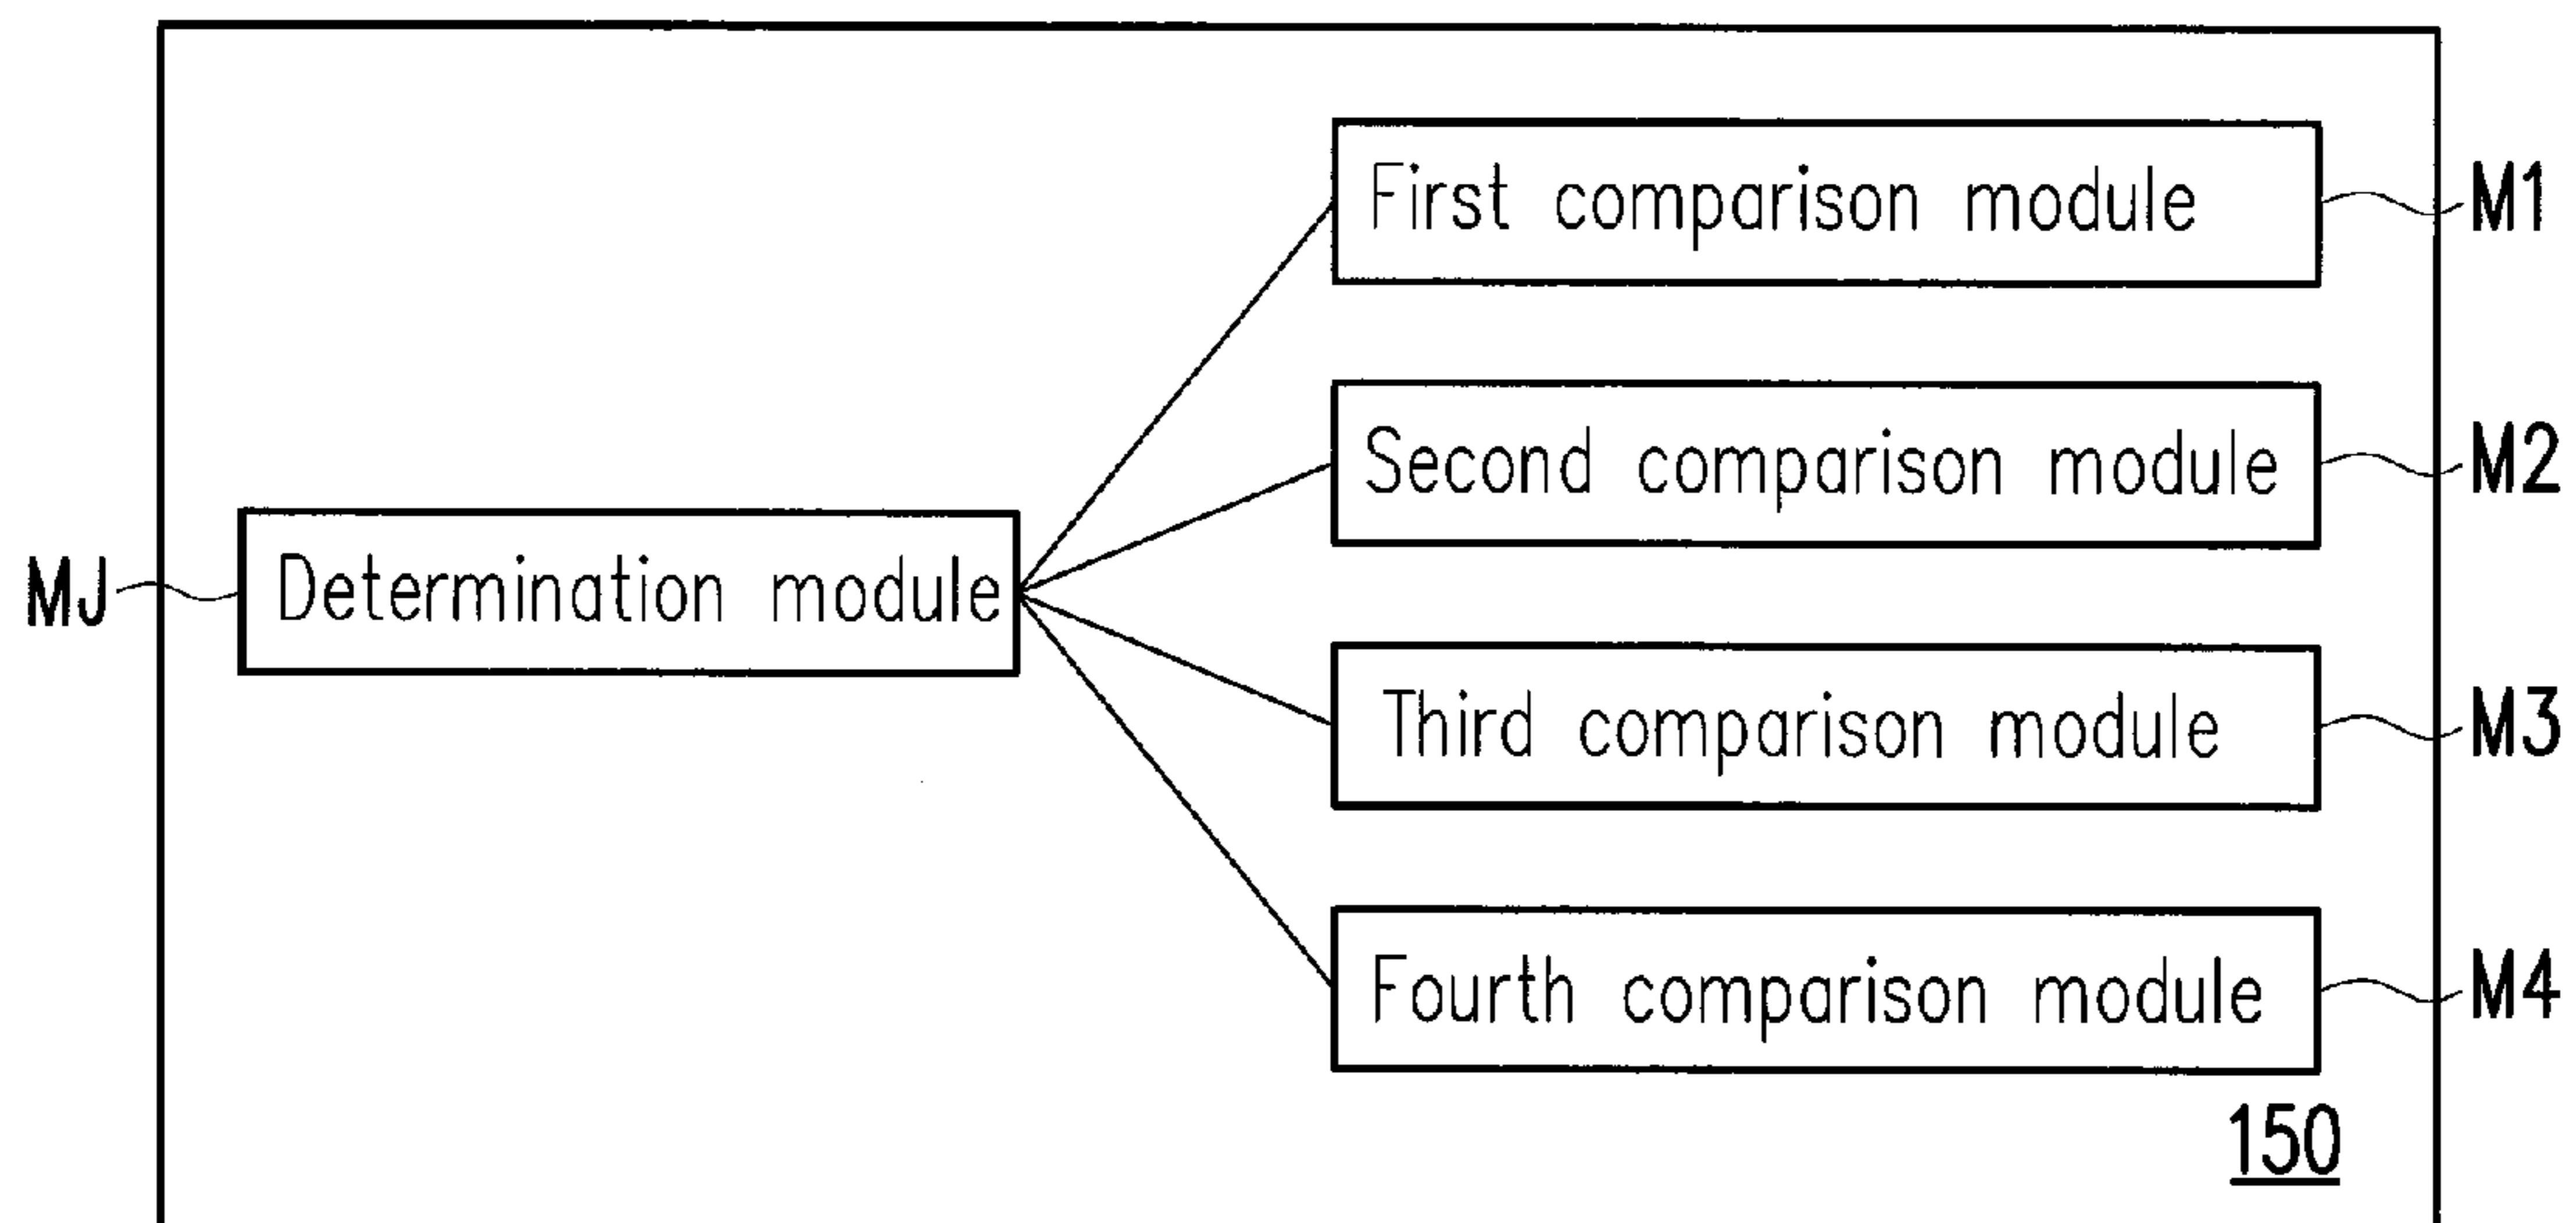 First comparison module
M1
Second comparison module
M2
MJ
Determination module
Third comparison module
M3
Fourth comparison module
M4
150